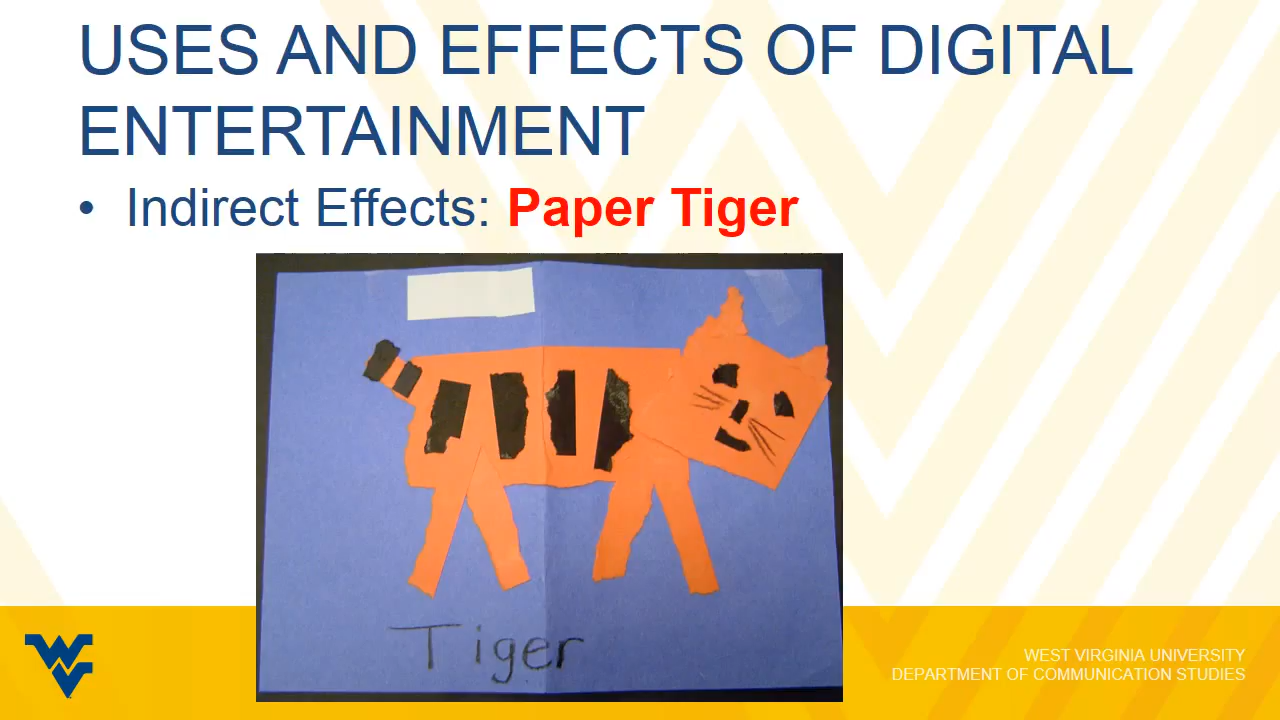 USES AND EFFECTS OF DIGITAL
ENTERTAINMENT
• Indirect Effects: Paper Tiger
Tiger
WEST VIRGINIA UNIVERSITY
DEPARTMENT OF COMMUNICATION STUDIES